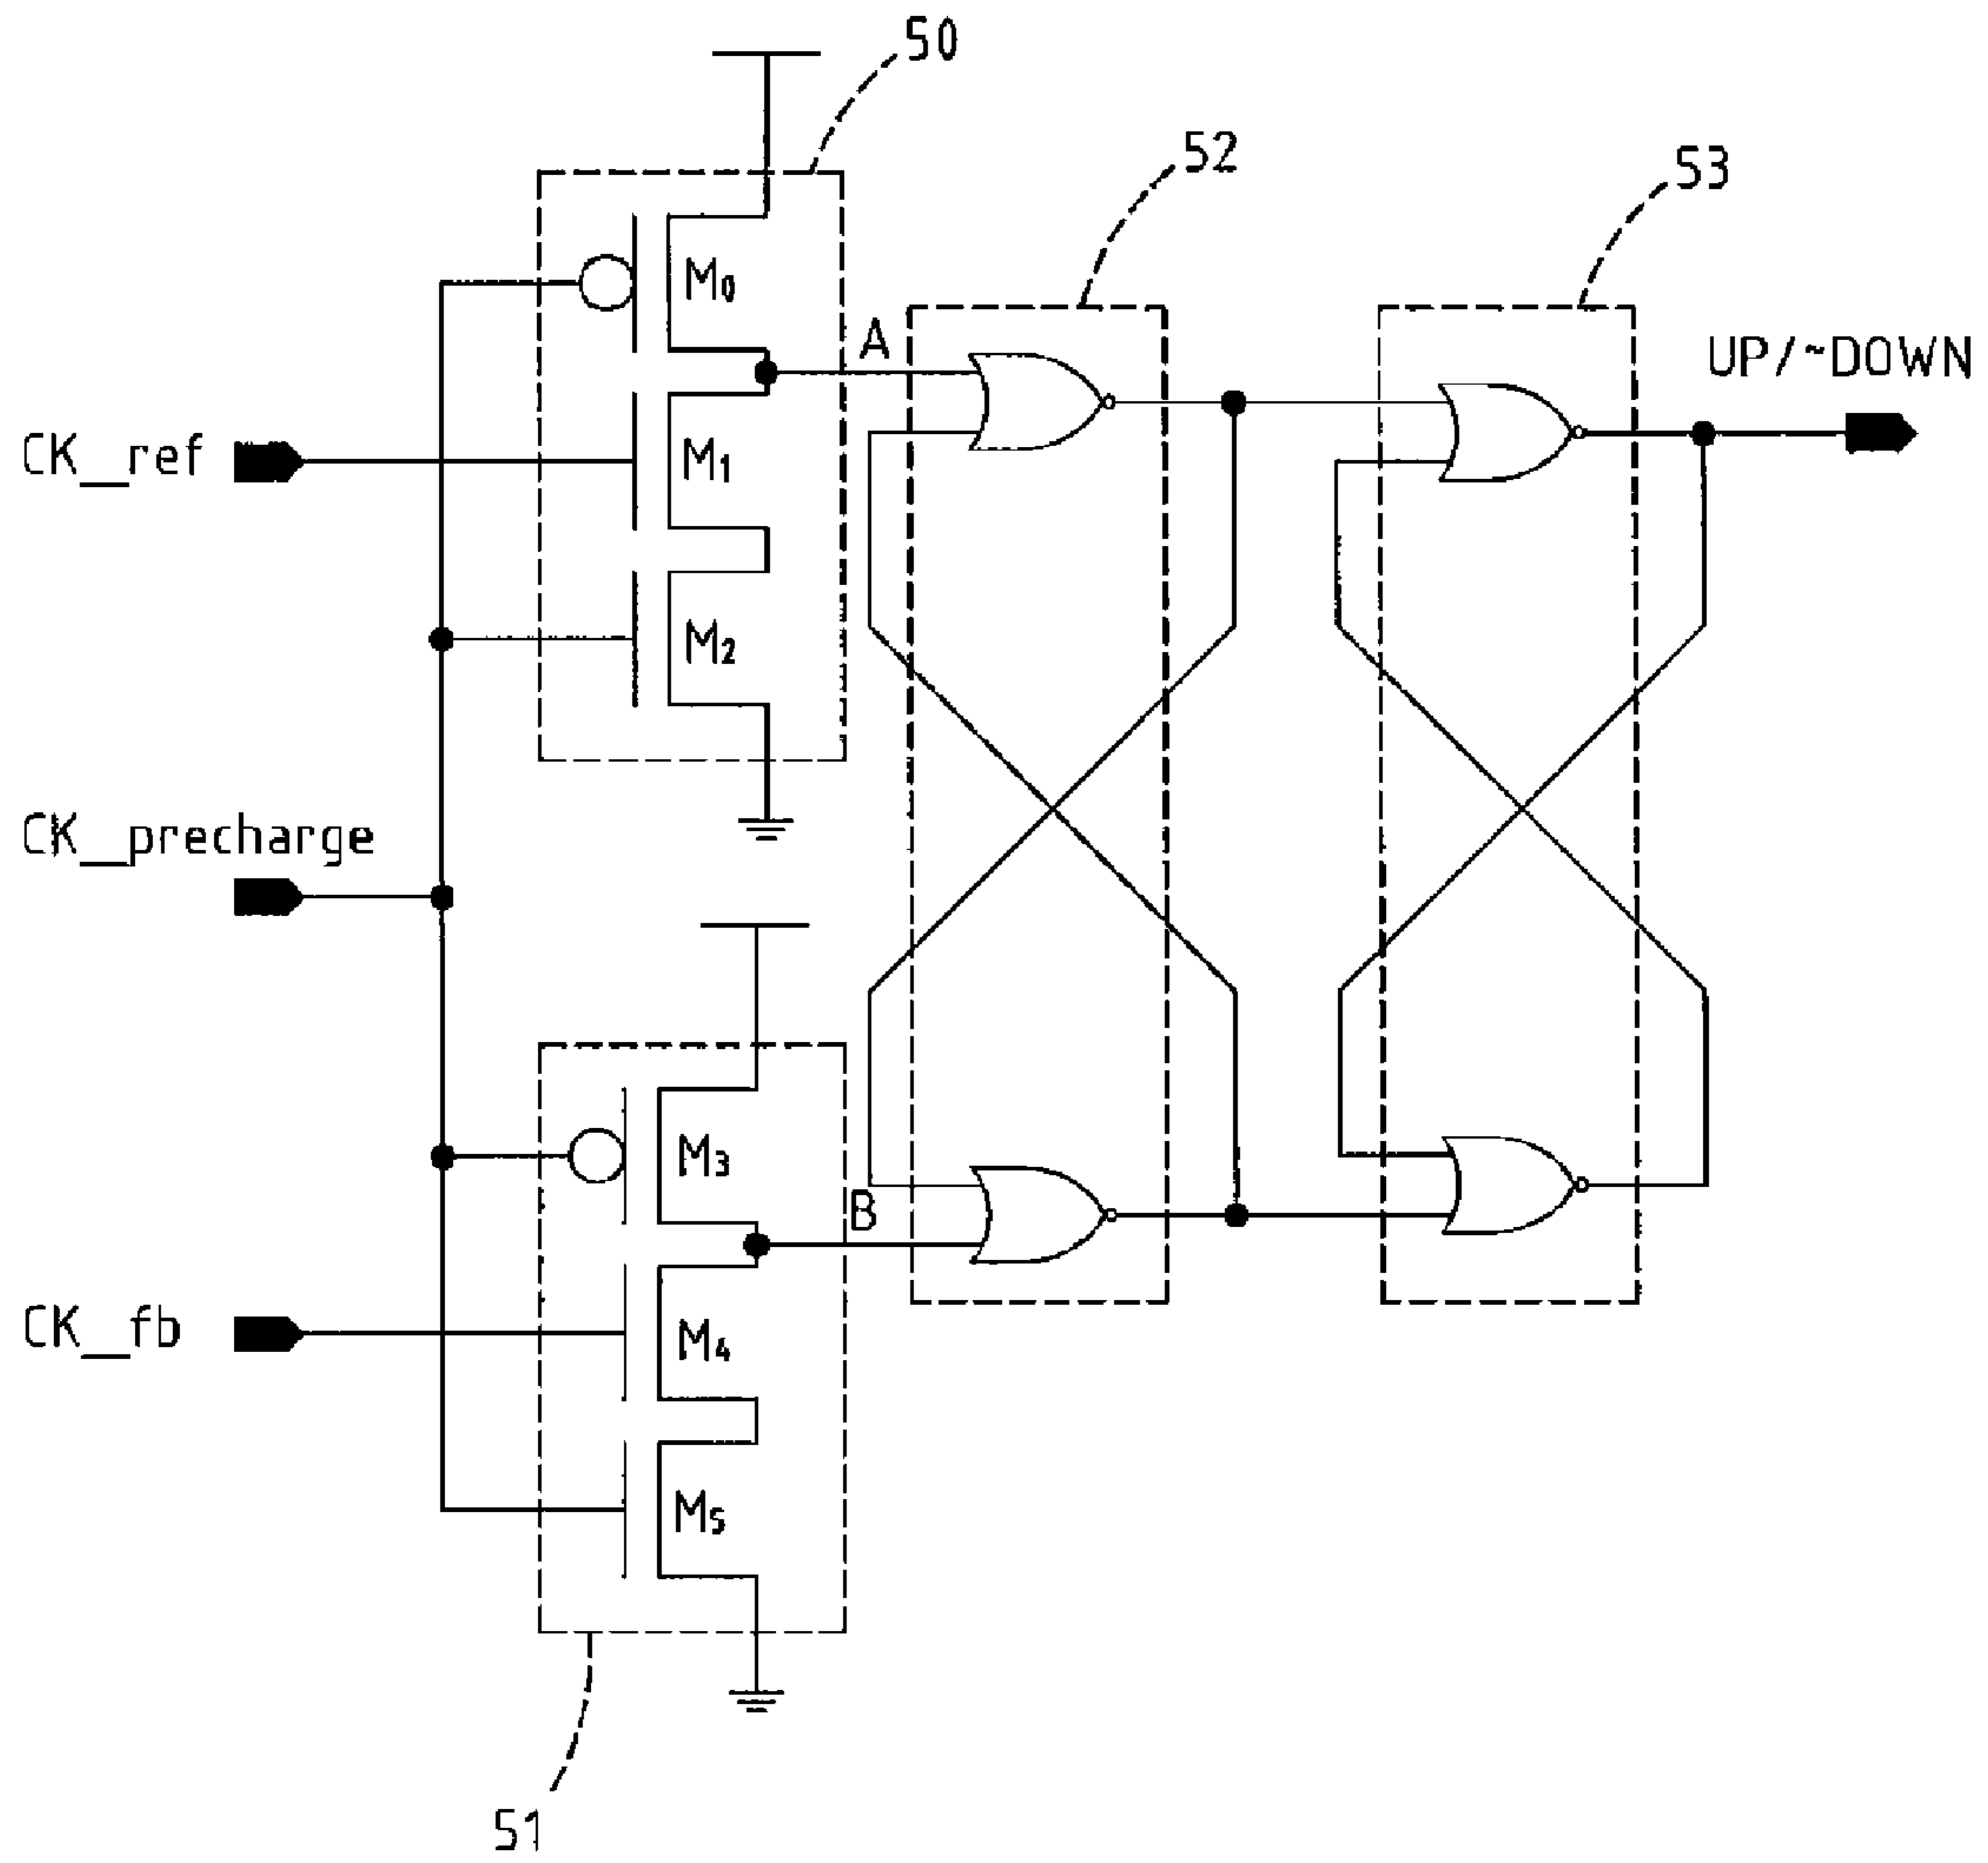 50
52
53
M0
A
UP/~DOWN
CK_ref
M1
M2
CK_precharge
M3
B
CK_fb
M4
M5
51